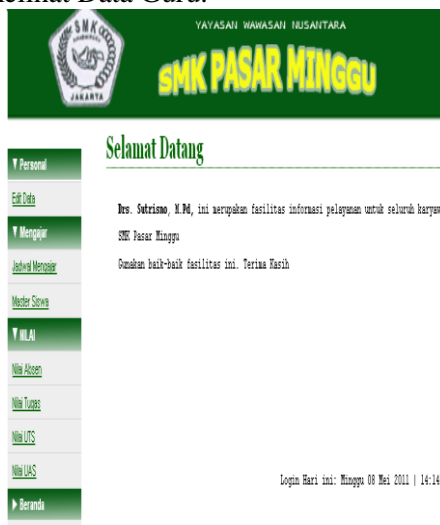 Melihat Data Guru.
SMK
JAKARTA
YAYASAN WAWASAN NUSANTARA
SMK PASAR MINGGU
Selamat Datang
▼ Personal
Edit Data
▼ Mengajar
Jadwal Mengajar
Master Siswa
▼ NILAI
Nilai Absen
Nilai Tugas
Nilai UTS
Nilai UAS
▶ Beranda
Drs. Sutrisno, M.Pd, ini merupakan fasilitas informasi pelayanan untuk seluruh karyaw
SMK Pasar Minggu
Gunakan baik-baik fasilitas ini. Terima Kasih
Login Hari ini: Minggu 08 Mei 2011 | 14:14